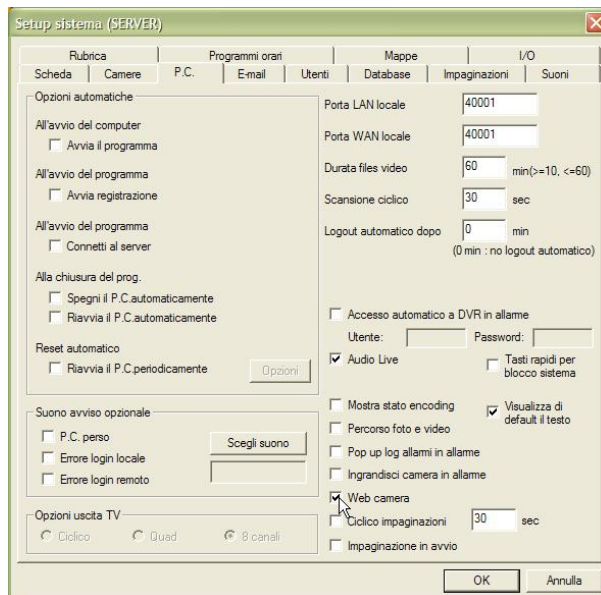 Setup sistema (SERVER)
Rubrica Programmi orari Mappe I/O
Scheda Camere P.C. E-mail Utenti Database Impaginazioni Suoni
Opzioni automatiche
All'avvio del computer
Avvia il programma
All'avvio del programma
Avvia registrazione
All'avvio del programma
Connetti al server
Alla chiusura del prog.
Spegni il P.C.automaticamente
Riavvia il P.C.automaticamente
Reset automatico
Riavvia il P.C.periodicamente Opzioni
Suono avviso opzionale
P.C. perso
Scegli suono
Errore login locale
Errore login remoto
Opzioni uscita TV
Ciclico Quad 8 canali
Porta LAN locale 40001
Porta WAN locale 40001
Durata files video 60 min(>=10, <=60)
Scansione ciclico 30 sec
Logout automatico dopo 0 min
(0 min : no logout automatico)
Accesso automatico a DVR in allarme
Utente: Password:
Audio Live
Tasti rapidi per
blocco sistema
Mostra stato encoding
Visualizza di
default il testo
Percorso foto e video
Pop up log allarmi in allarme
Ingrandisci camera in allarme
Web camera
Ciclico impaginazioni 30 sec
Impaginazione in avvio
OK Annulla